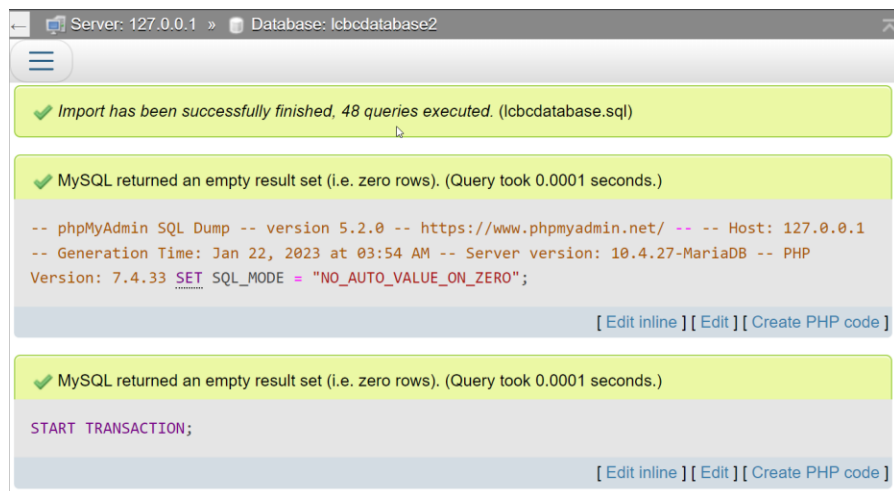 Server: 127.0.0.1 » Database: lcbcdatabase2
Import has been successfully finished, 48 queries executed. (lcbcdatabase.sql)
MySQL returned an empty result set (i.e. zero rows). (Query took 0.0001 seconds.)
-- phpMyAdmin SQL Dump -- version 5.2.0 -- https://www.phpmyadmin.net/ -- -- Host: 127.0.0.1
-- Generation Time: Jan 22, 2023 at 03:54 AM -- Server version: 10.4.27-MariaDB -- PHP
Version: 7.4.33 SET SQL_MODE = "NO_AUTO_VALUE_ON_ZERO";
[ Edit inline ] [ Edit ] [ Create PHP code ]
MySQL returned an empty result set (i.e. zero rows). (Query took 0.0001 seconds.)
START TRANSACTION;
[ Edit inline ] [ Edit ] [ Create PHP code ]